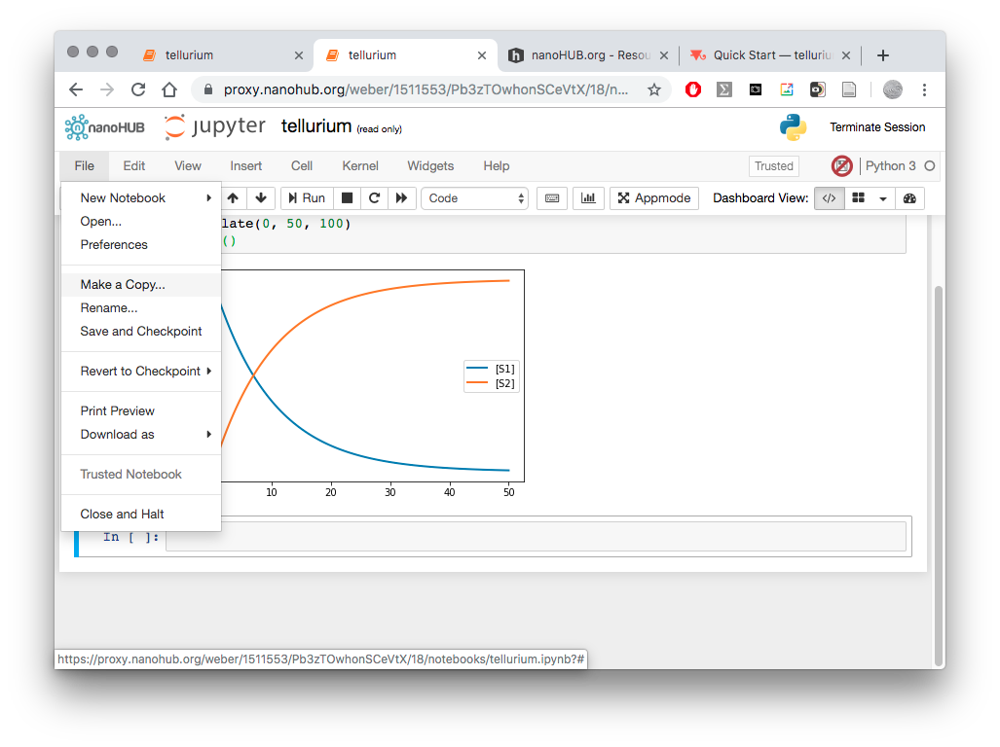 tellurium
tellurium
nanoHUB.org - Resou
Quick Start — telluriu
proxy.nanohub.org/weber/1511553/Pb3zTOwhonSCeVtX/18/n...
nanoHUB
jupyter
tellurium (read only)
Terminate Session
File Edit View Insert Cell Kernel Widgets Help
Trusted
Python 3
New Notebook
Open...
Preferences
Make a Copy...
Rename...
Save and Checkpoint
Revert to Checkpoint
Print Preview
Download as
Trusted Notebook
Close and Halt
Run
Code
Appmode
Dashboard View:
</>
late(0, 50, 100)
()
[S1]
[S2]
10 20 30 40 50
In [ ]:
https://proxy.nanohub.org/weber/1511553/Pb3zTOwhonSCeVtX/18/notebooks/tellurium.ipynb?#